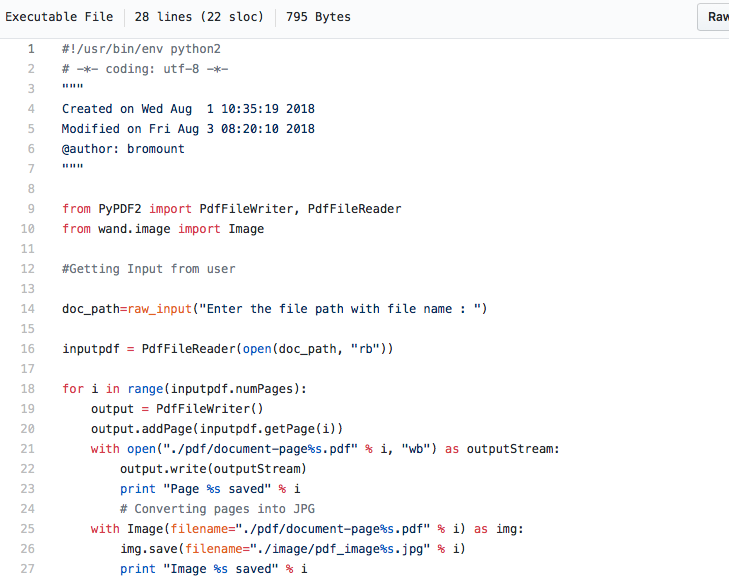 Executable File 28 lines (22 sloc) 795 Bytes Raw
1 #!/usr/bin/env python2
2 # -*- coding: utf-8 -*-
3 """
4 Created on Wed Aug  1 10:35:19 2018
5 Modified on Fri Aug 3 08:20:10 2018
6 @author: bromount
7 """
8
9 from PyPDF2 import PdfFileWriter, PdfFileReader
10 from wand.image import Image
11
12 #Getting Input from user
13
14 doc_path=raw_input("Enter the file path with file name : ")
15
16 inputpdf = PdfFileReader(open(doc_path, "rb"))
17
18 for i in range(inputpdf.numPages):
19     output = PdfFileWriter()
20     output.addPage(inputpdf.getPage(i))
21     with open("./pdf/document-page%s.pdf" % i, "wb") as outputStream:
22         output.write(outputStream)
23         print "Page %s saved" % i
24         # Converting pages into JPG
25     with Image(filename="./pdf/document-page%s.pdf" % i) as img:
26         img.save(filename="./image/pdf_image%s.jpg" % i)
27         print "Image %s saved" % i